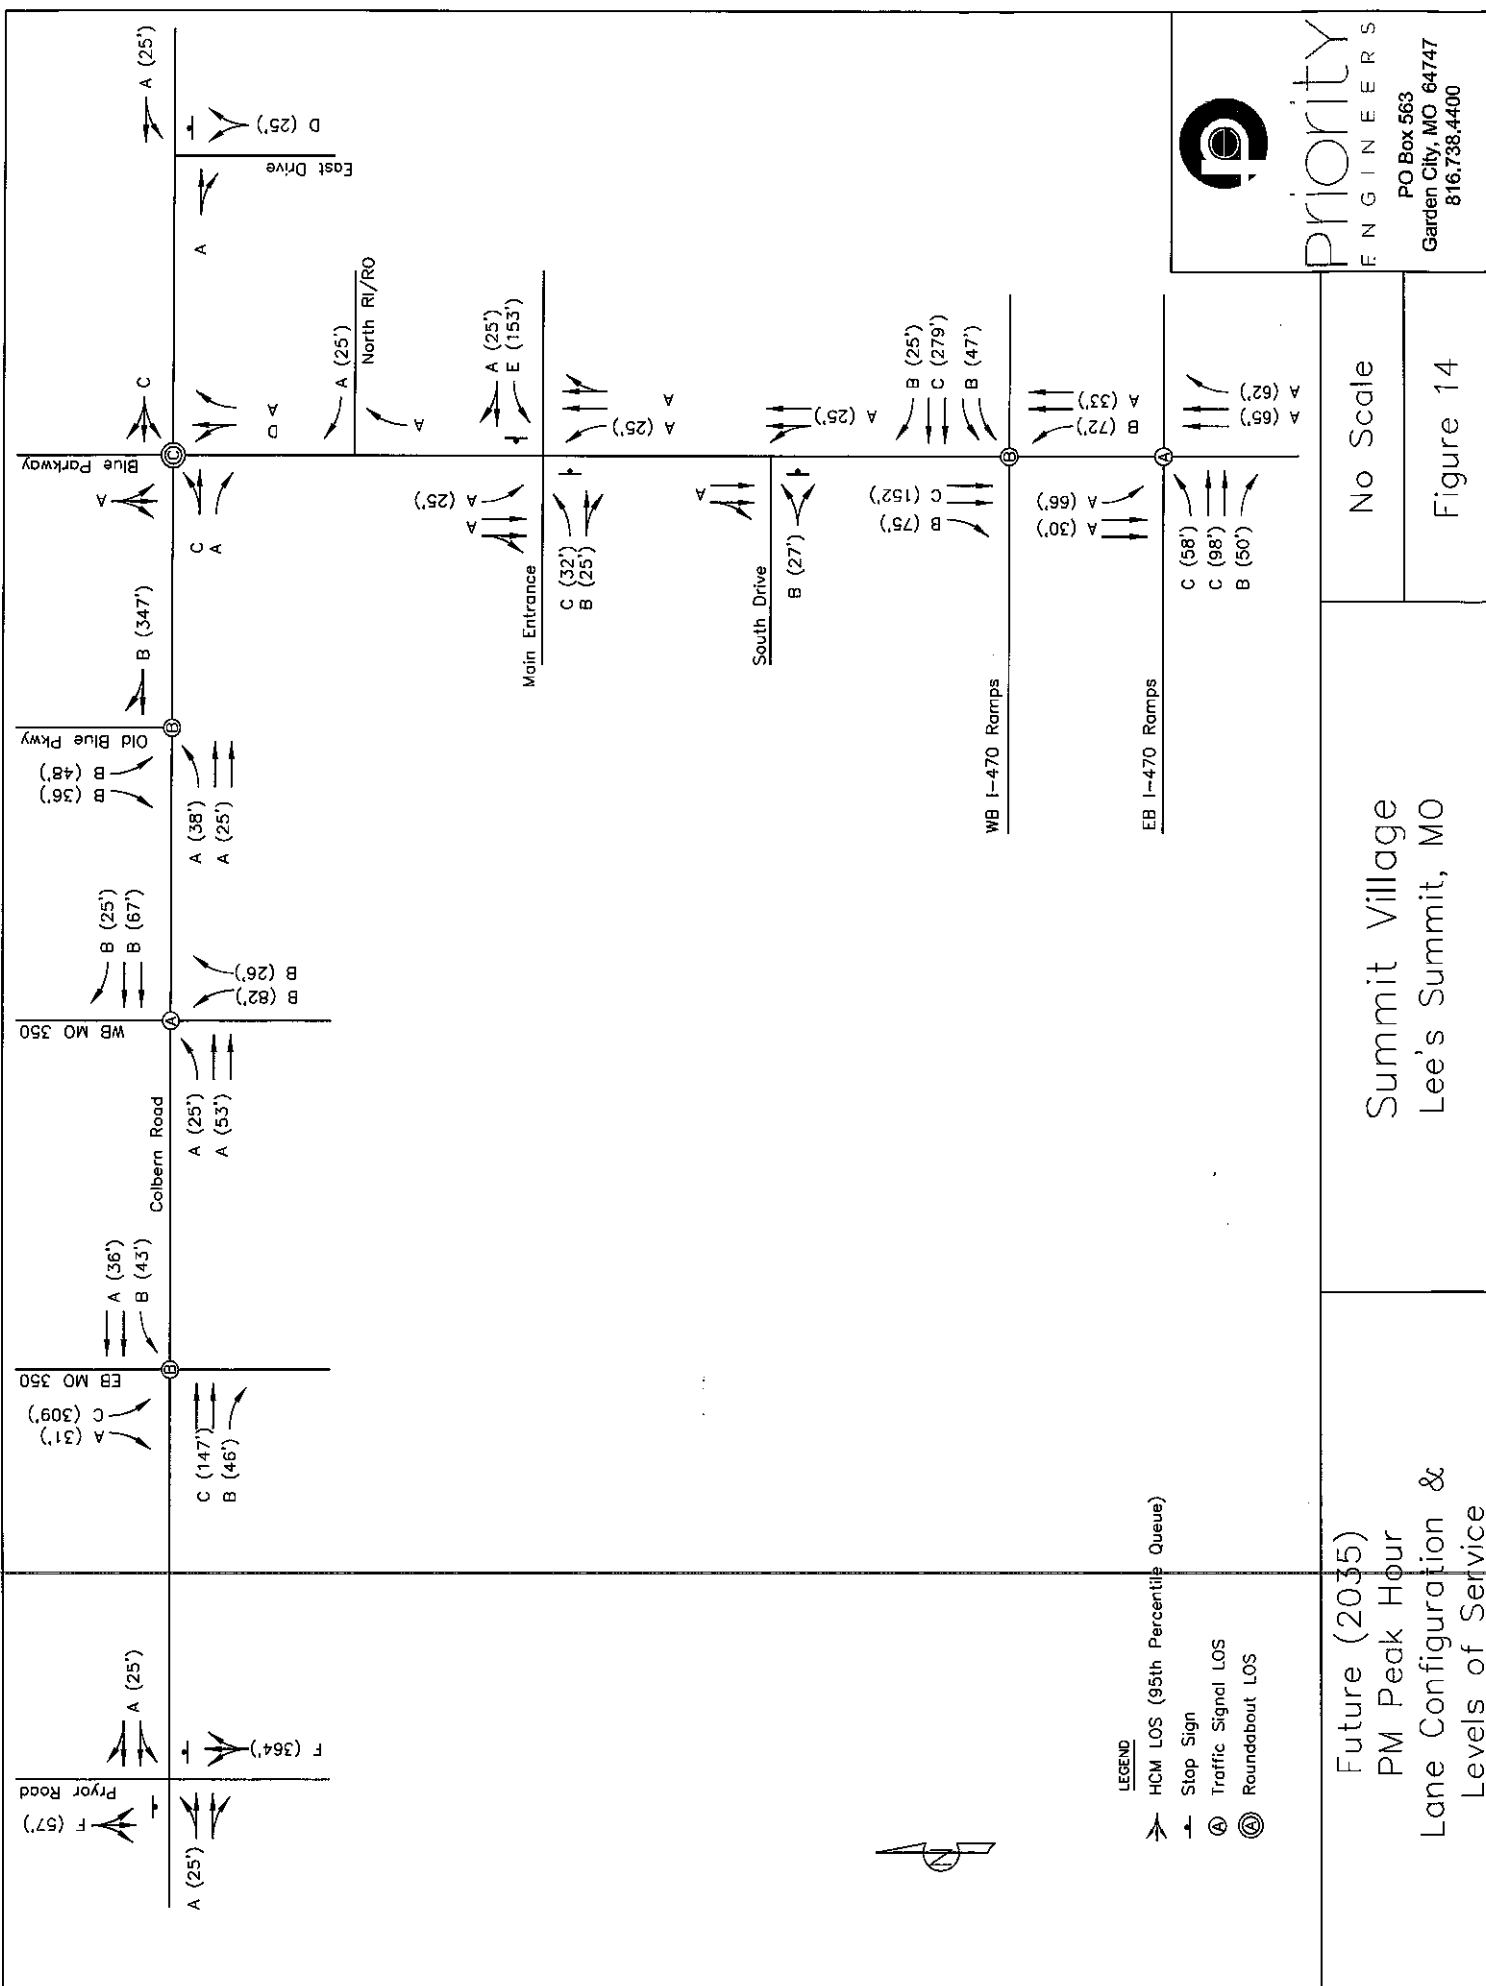 Pryor Road
F (57')
A (25')
A (25')
F (364')
EB MO 350
A (31')
C (309')
A (36')
B (43')
C (147')
B (46')
Colbern Road
WB MO 350
B (25')
B (67')
A (25')
A (53')
B (82')
B (26')
Old Blue Pkwy
B (36')
B (48')
B (347')
A (38')
A (25')
Blue Parkway
A
C
C
C
A
D
A
A (25')
A
East Drive
D (25')
A (25')
North RI/RO
A
A
A (25')
A (25')
E (153')
Main Entrance
C (32')
B (25')
A (25')
A
A
South Drive
B (27')
A (25')
B (75')
C (152')
B (25')
C (279')
B (47')
WB I-470 Ramps
B
B (72')
A (33')
A (30')
A (66')
EB I-470 Ramps
A
C (58')
C (98')
B (50')
A (65')
A (62')
B
A
B
N
LEGEND
HCM LOS (95th Percentile Queue)
Stop Sign
A Traffic Signal LOS
A Roundabout LOS
Future (2035)
PM Peak Hour
Lane Configuration &
Levels of Service
Summit Village
Lee's Summit, MO
No Scale
Figure 14
Priority
ENGINEERS
PO Box 563
Garden City, MO 64747
816.738.4400